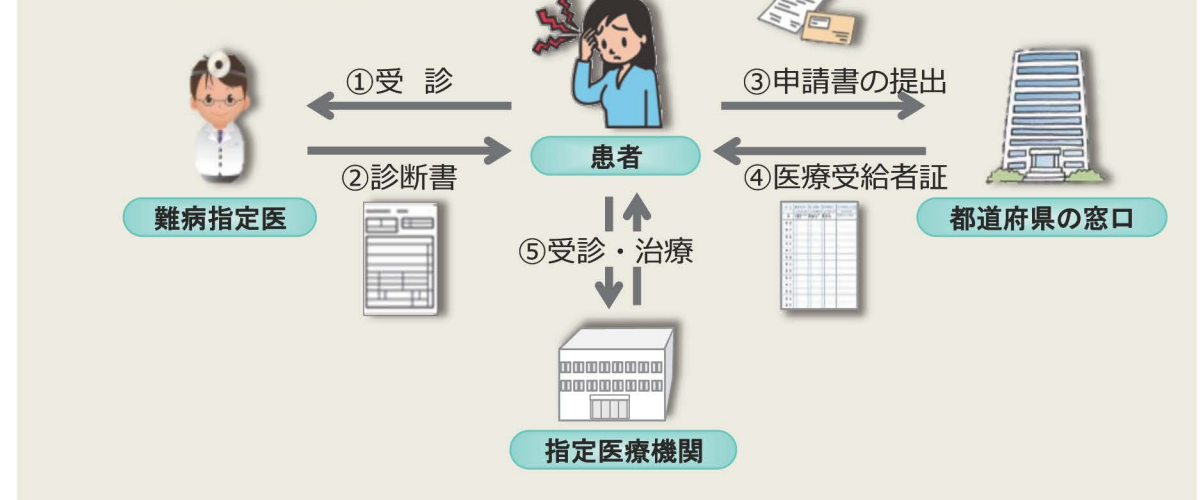 ①受 診
③申請書の提出
患者
②診断書
④医療受給者証
難病指定医
都道府県の窓口
⑤受診・治療
指定医療機関